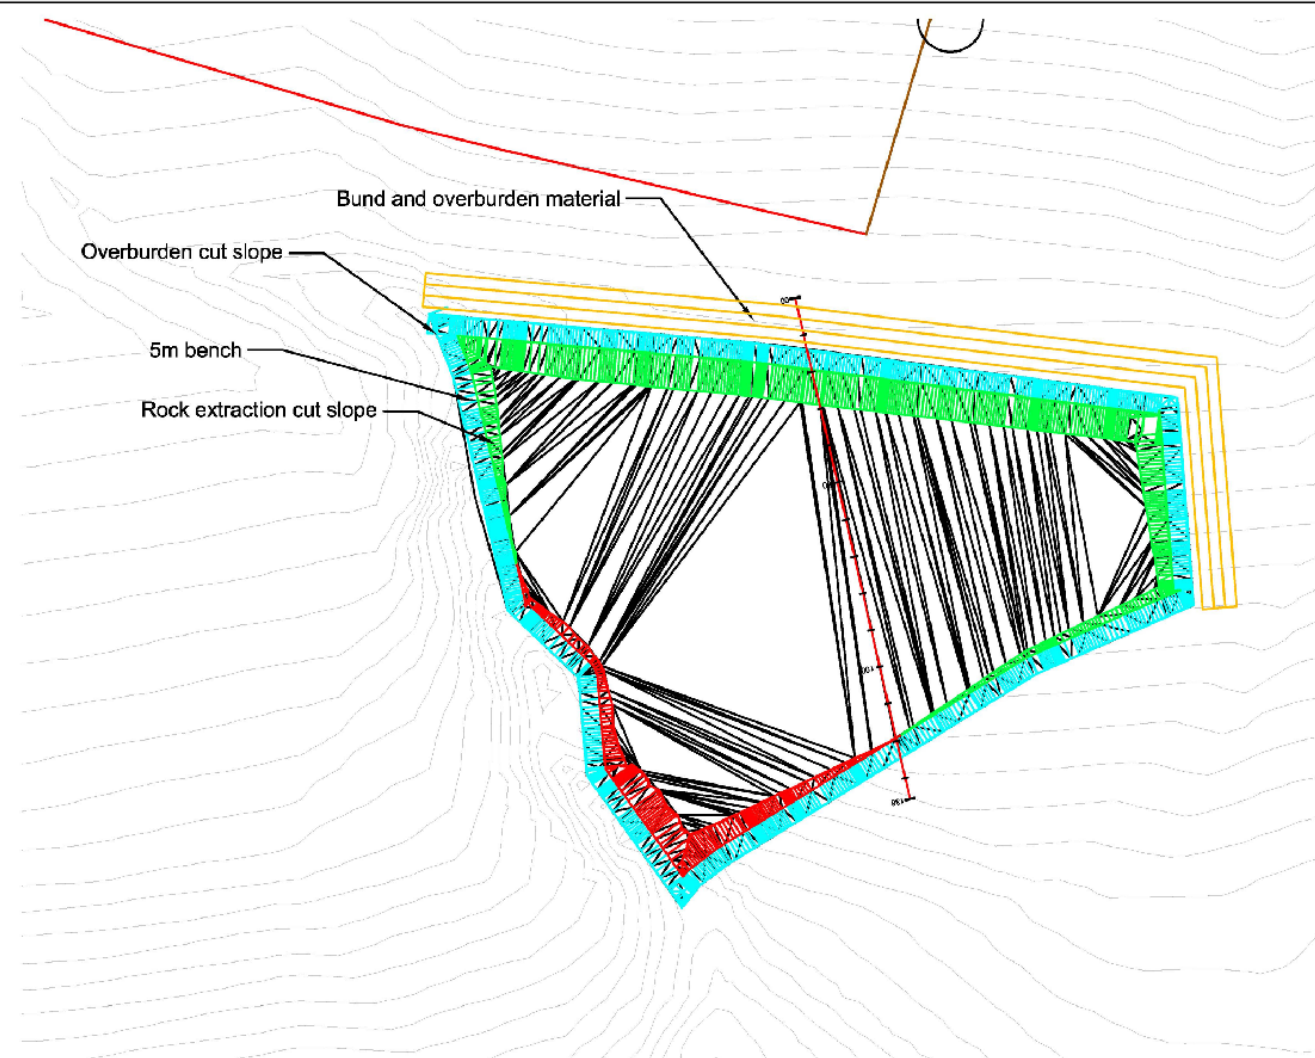 Bund and overburden material
Overburden cut slope
5m bench
Rock extraction cut slope